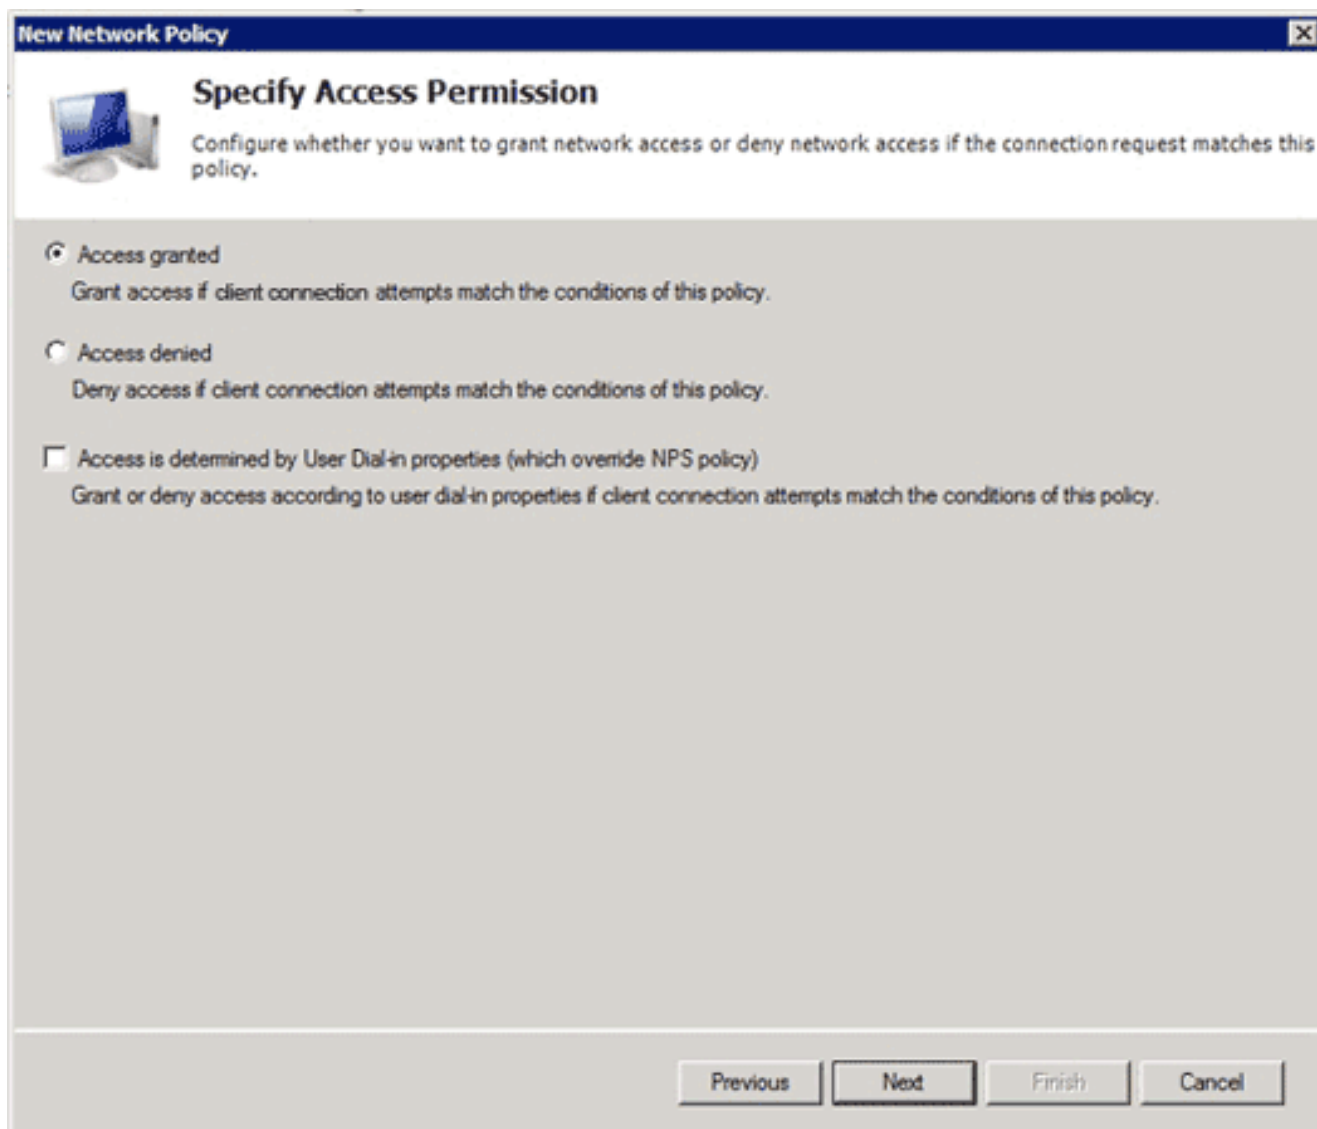 New Network Policy
Specify Access Permission
Configure whether you want to grant network access or deny network access if the connection request matches this
policy.
Access granted
Grant access if client connection attempts match the conditions of this policy.
Access denied
Deny access if client connection attempts match the conditions of this policy.
Access is determined by User Dial-in properties (which override NPS policy)
Grant or deny access according to user dial-in properties if client connection attempts match the conditions of this policy.
Previous Next Finish Cancel